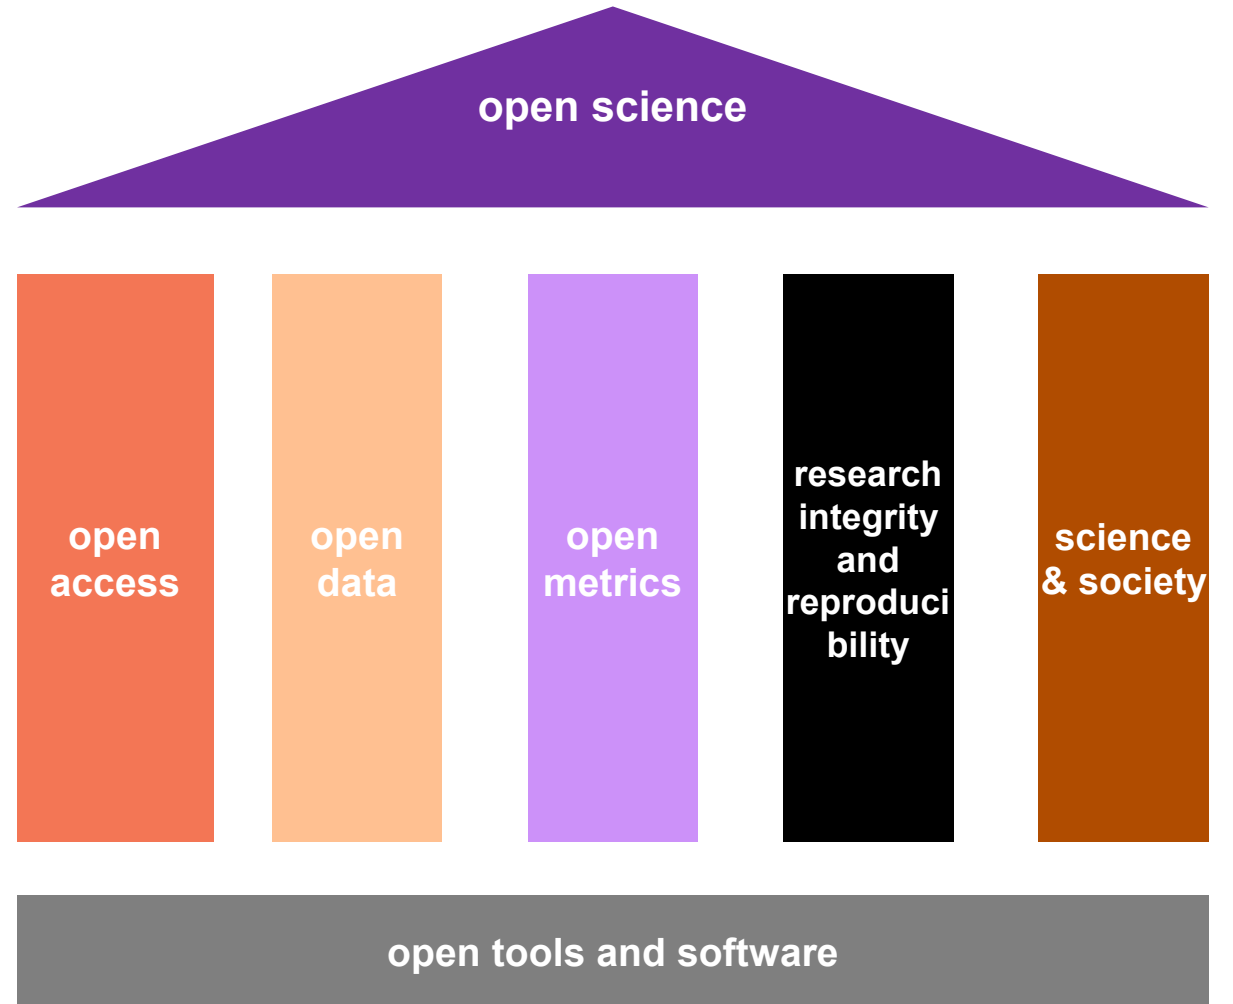 open science
open
access
open
data
open
metrics
research
integrity
and
reproduci
bility
science
& society
open tools and software